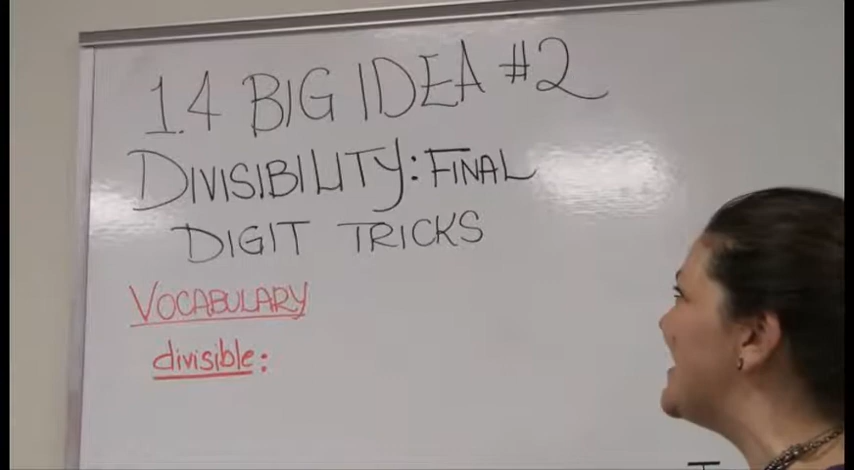 1.4 BIG IDEA #2
DIVISIBILITY: FINAL
DIGIT TRICKS
VOCABULARY
divisible: